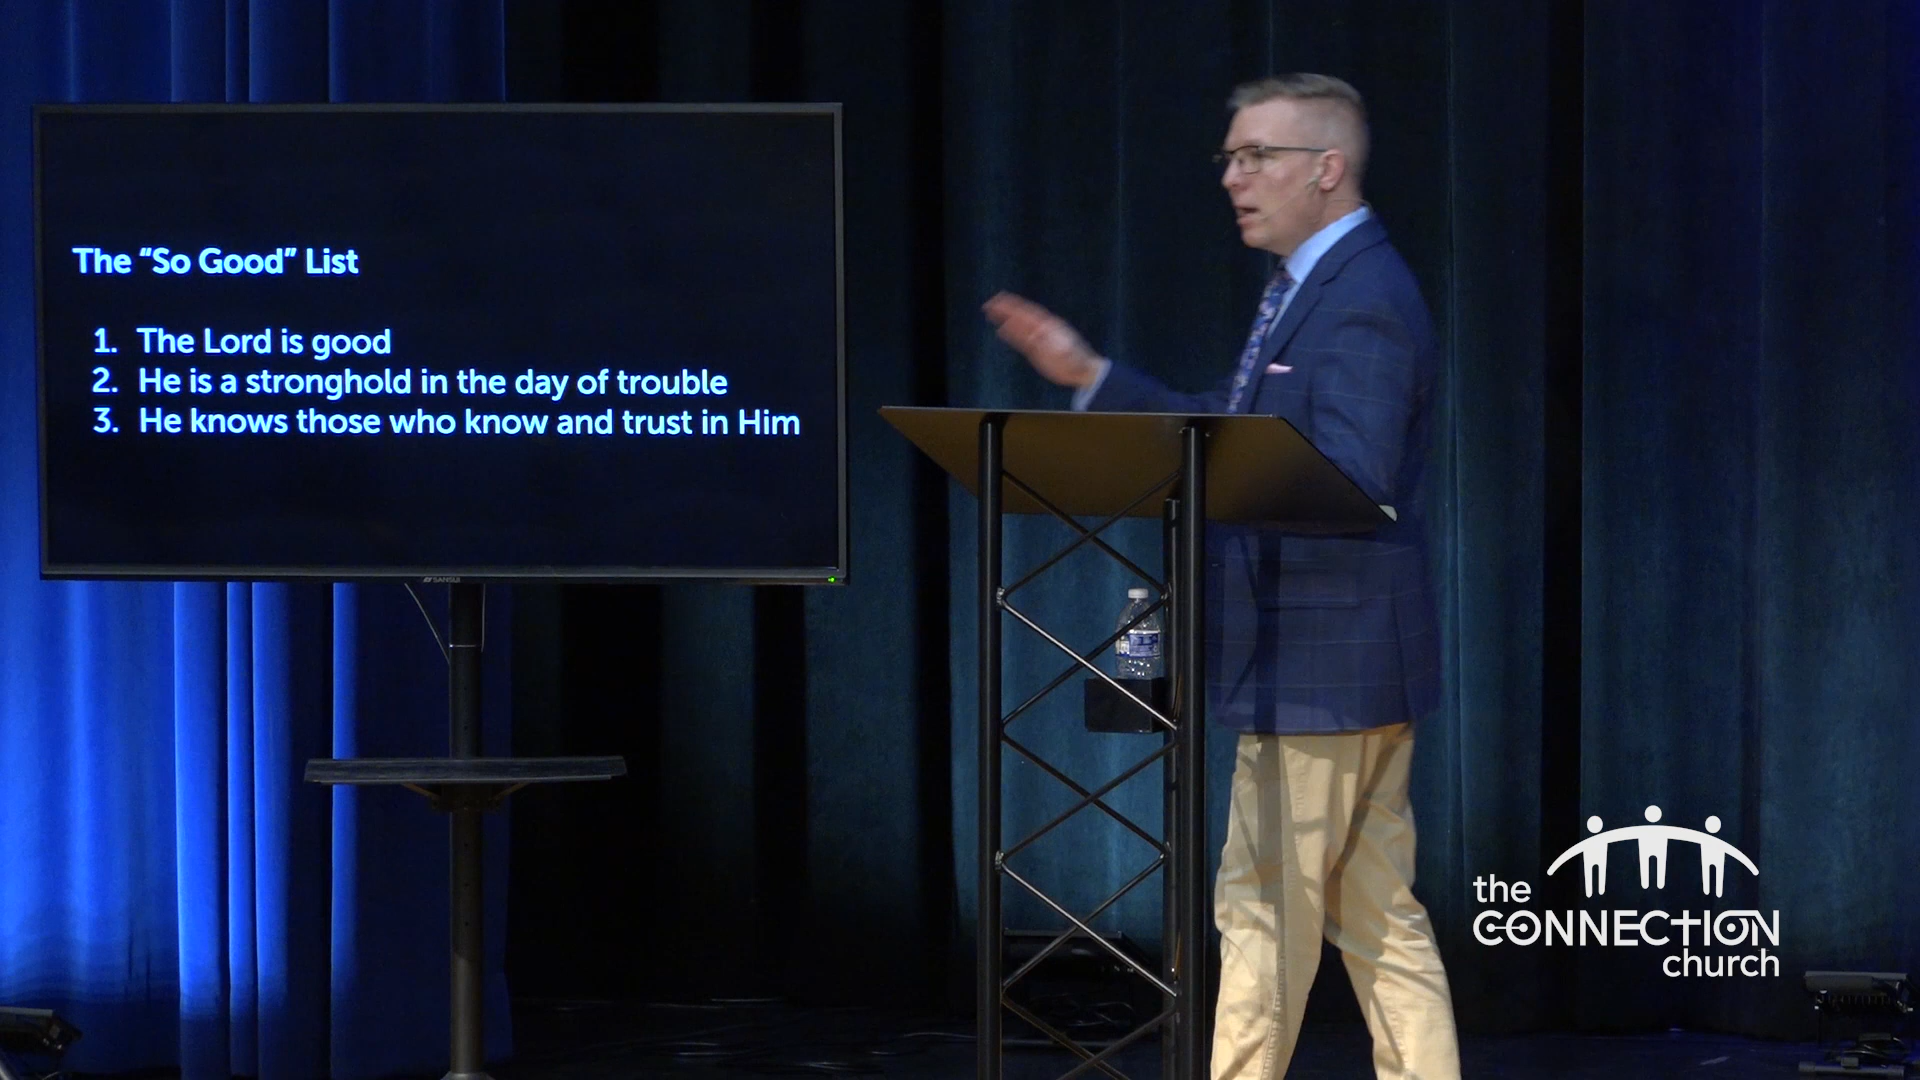 The “So Good” List
1. The Lord is good
2. He is a stronghold in the day of trouble
3. He knows those who know and trust in Him
SANSUI
the
CONNECTION
church